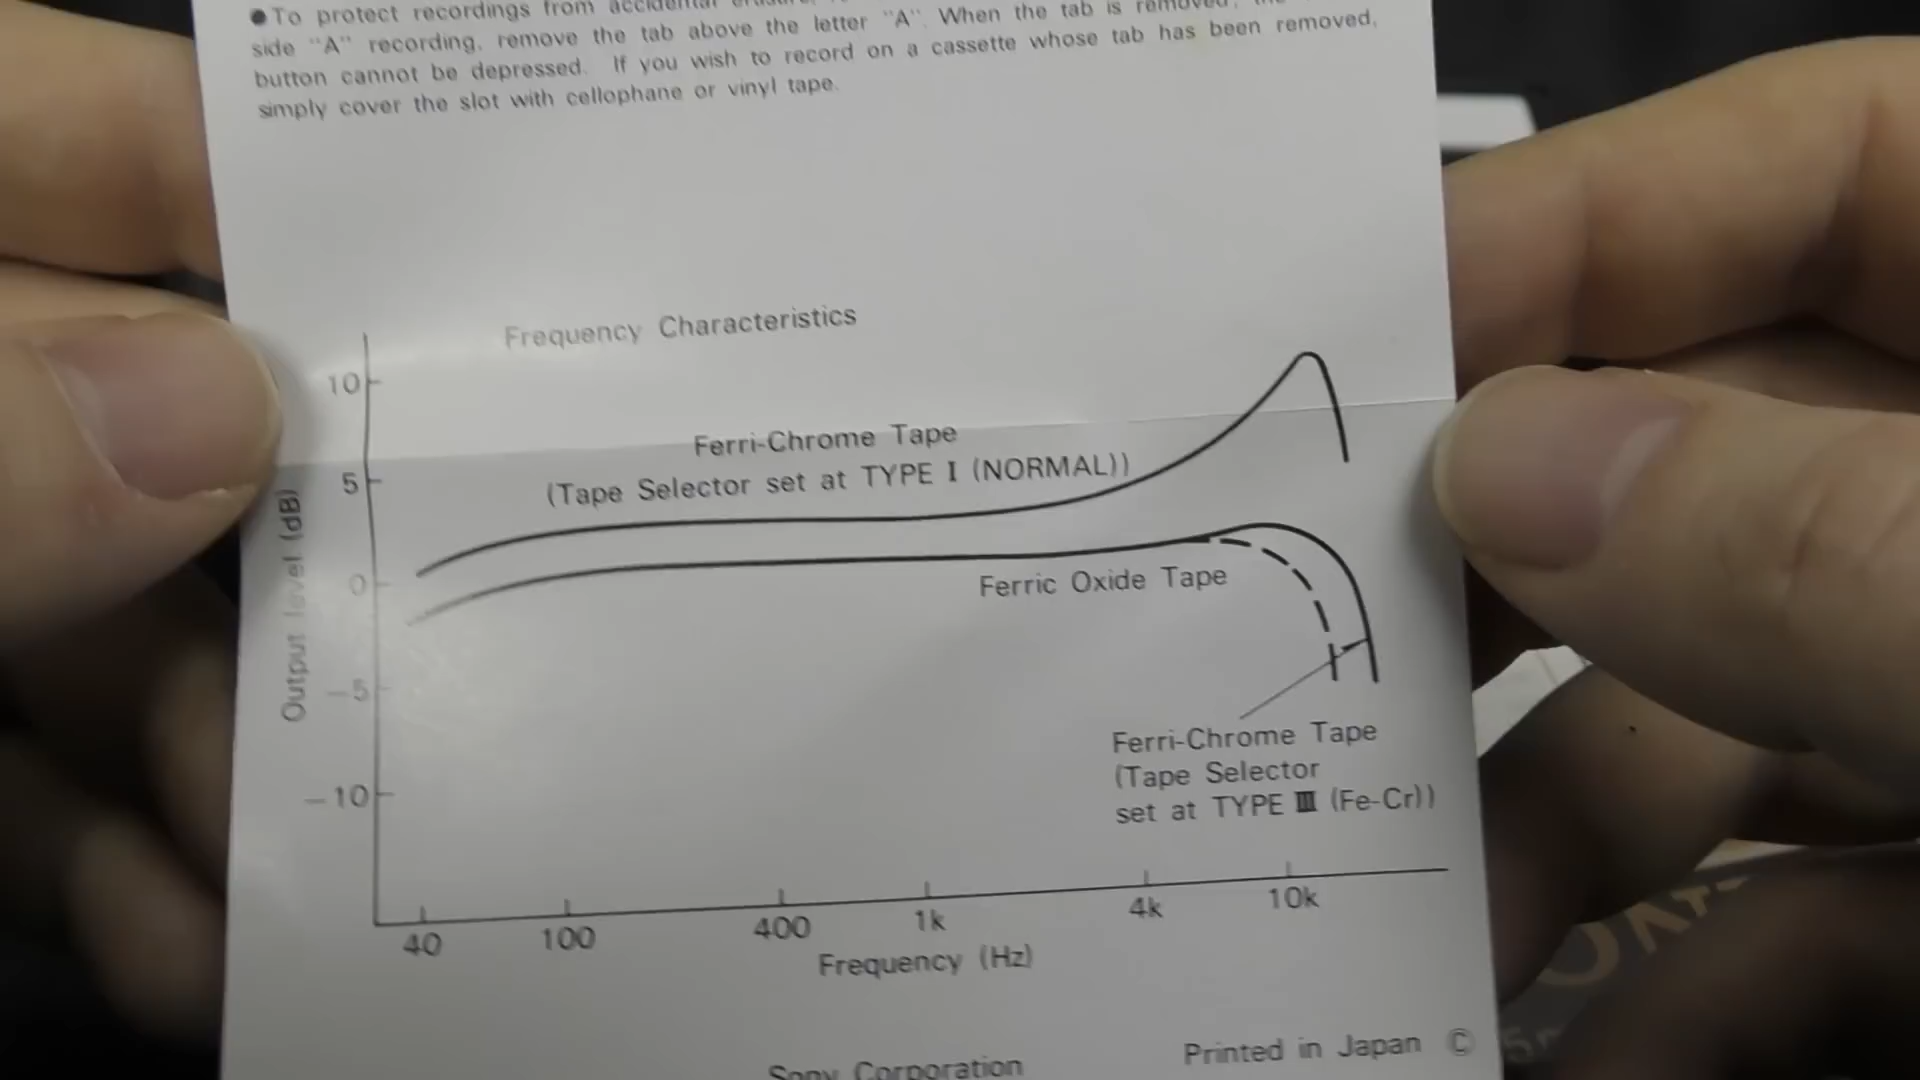 ●To protect recordings from accidental
side "A" recording, remove the tab above the letter "A". When the tab is removed,
button cannot be depressed. If you wish to record on a cassette whose tab has been removed,
simply cover the slot with cellophane or vinyl tape.
Frequency Characteristics
10
Ferri-Chrome Tape
(Tape Selector set at TYPE I (NORMAL))
5
Output level (dB)
0
Ferric Oxide Tape
−5
Ferri-Chrome Tape
(Tape Selector
set at TYPE III (Fe-Cr))
−10
40 100 400 1k 4k 10k
Frequency (Hz)
Sony Corporation
Printed in Japan ©